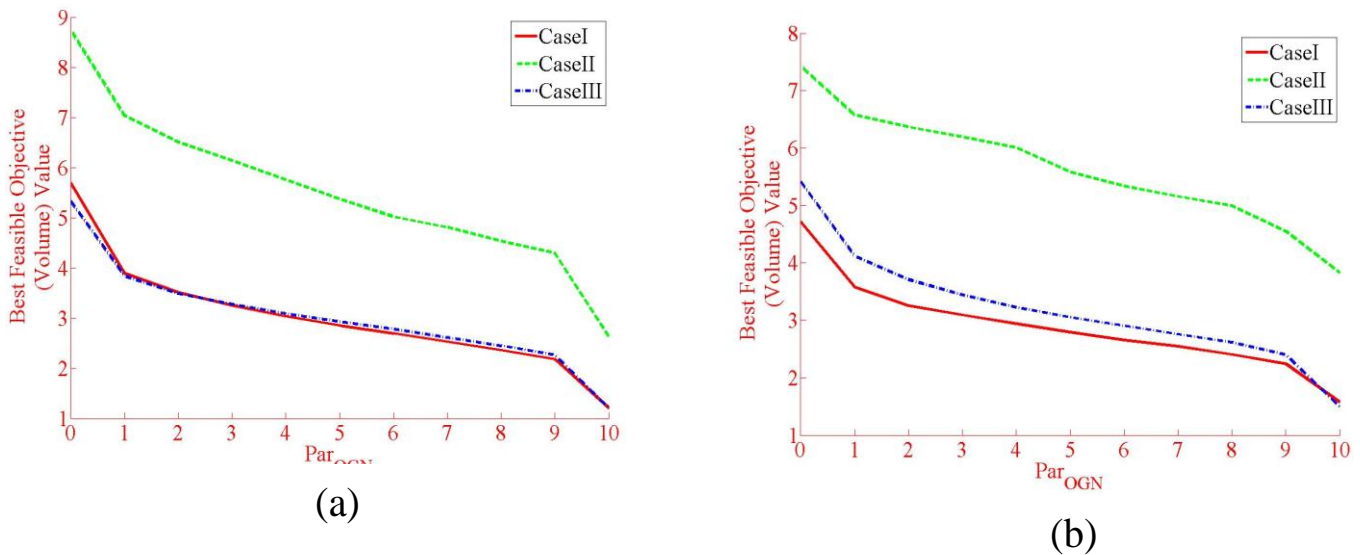 9
8
7
6
5
4
3
2
1
Best Feasible Objective
(Volume) Value
CaseI
CaseII
CaseIII
0 1 2 3 4 5 6 7 8 9 10
Par_OGN
(a)
8
7
6
5
4
3
2
1
Best Feasible Objective
(Volume) Value
CaseI
CaseII
CaseIII
0 1 2 3 4 5 6 7 8 9 10
Par_OGN
(b)